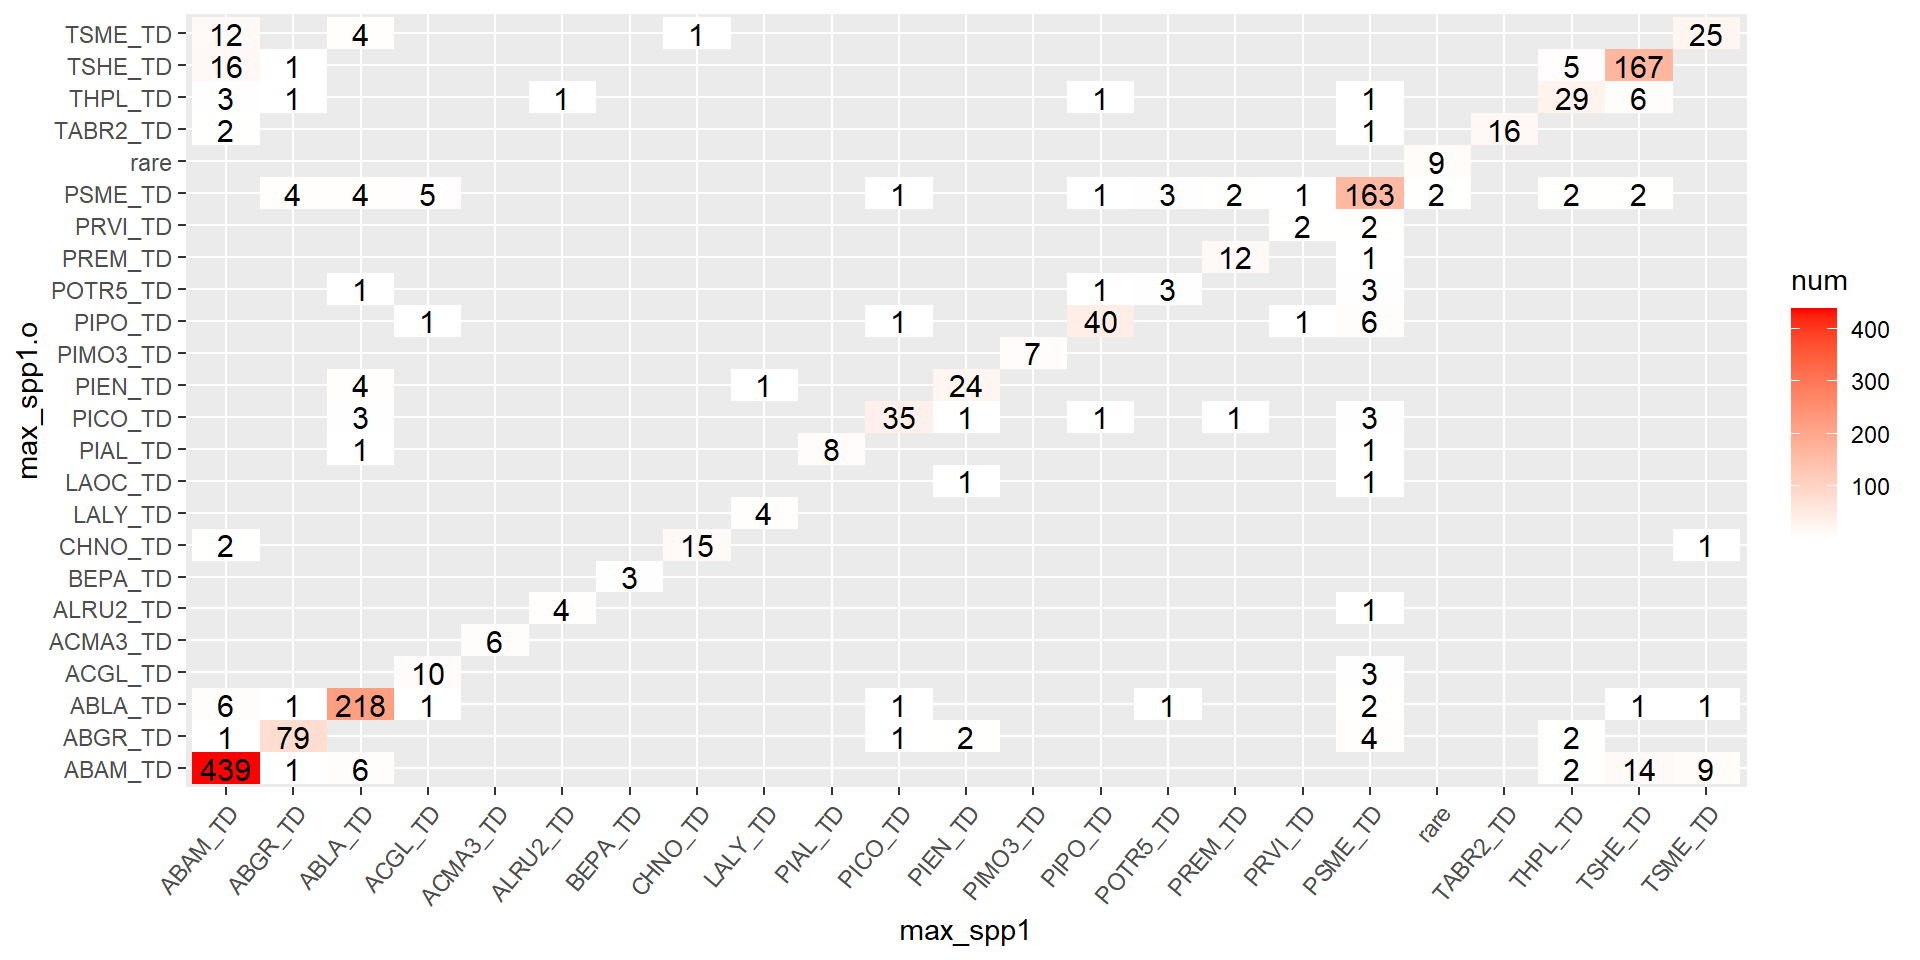 TSME_TD 12 4 1 25
TSHE_TD 16 1 5 167
THPL_TD 3 1 1 1 1 29 6
TABR2_TD 2 1 16
rare 9
PSME_TD 4 4 5 1 1 3 2 1 163 2 2 2
PRVI_TD 2 2
PREM_TD 12 1
POTR5_TD 1 1 3 3
PIPO_TD 1 1 40 1 6
PIMO3_TD 7
PIEN_TD 4 1 24
PICO_TD 3 35 1 1 1 3
PIAL_TD 1 8 1
LAOC_TD 1 1
LALY_TD 4
CHNO_TD 2 15 1
BEPA_TD 3
ALRU2_TD 4 1
ACMA3_TD 6
ACGL_TD 10 3
ABLA_TD 6 1 218 1 1 1 2 1 1
ABGR_TD 1 79 1 2 4 2
ABAM_TD 439 1 6 2 14 9
max_spp1.o
ABAM_TD ABGR_TD ABLA_TD ACGL_TD ACMA3_TD ALRU2_TD BEPA_TD CHNO_TD LALY_TD PIAL_TD PICO_TD PIEN_TD PIMO3_TD PIPO_TD POTR5_TD PREM_TD PRVI_TD PSME_TD rare TABR2_TD THPL_TD TSHE_TD TSME_TD
max_spp1
num
400
300
200
100